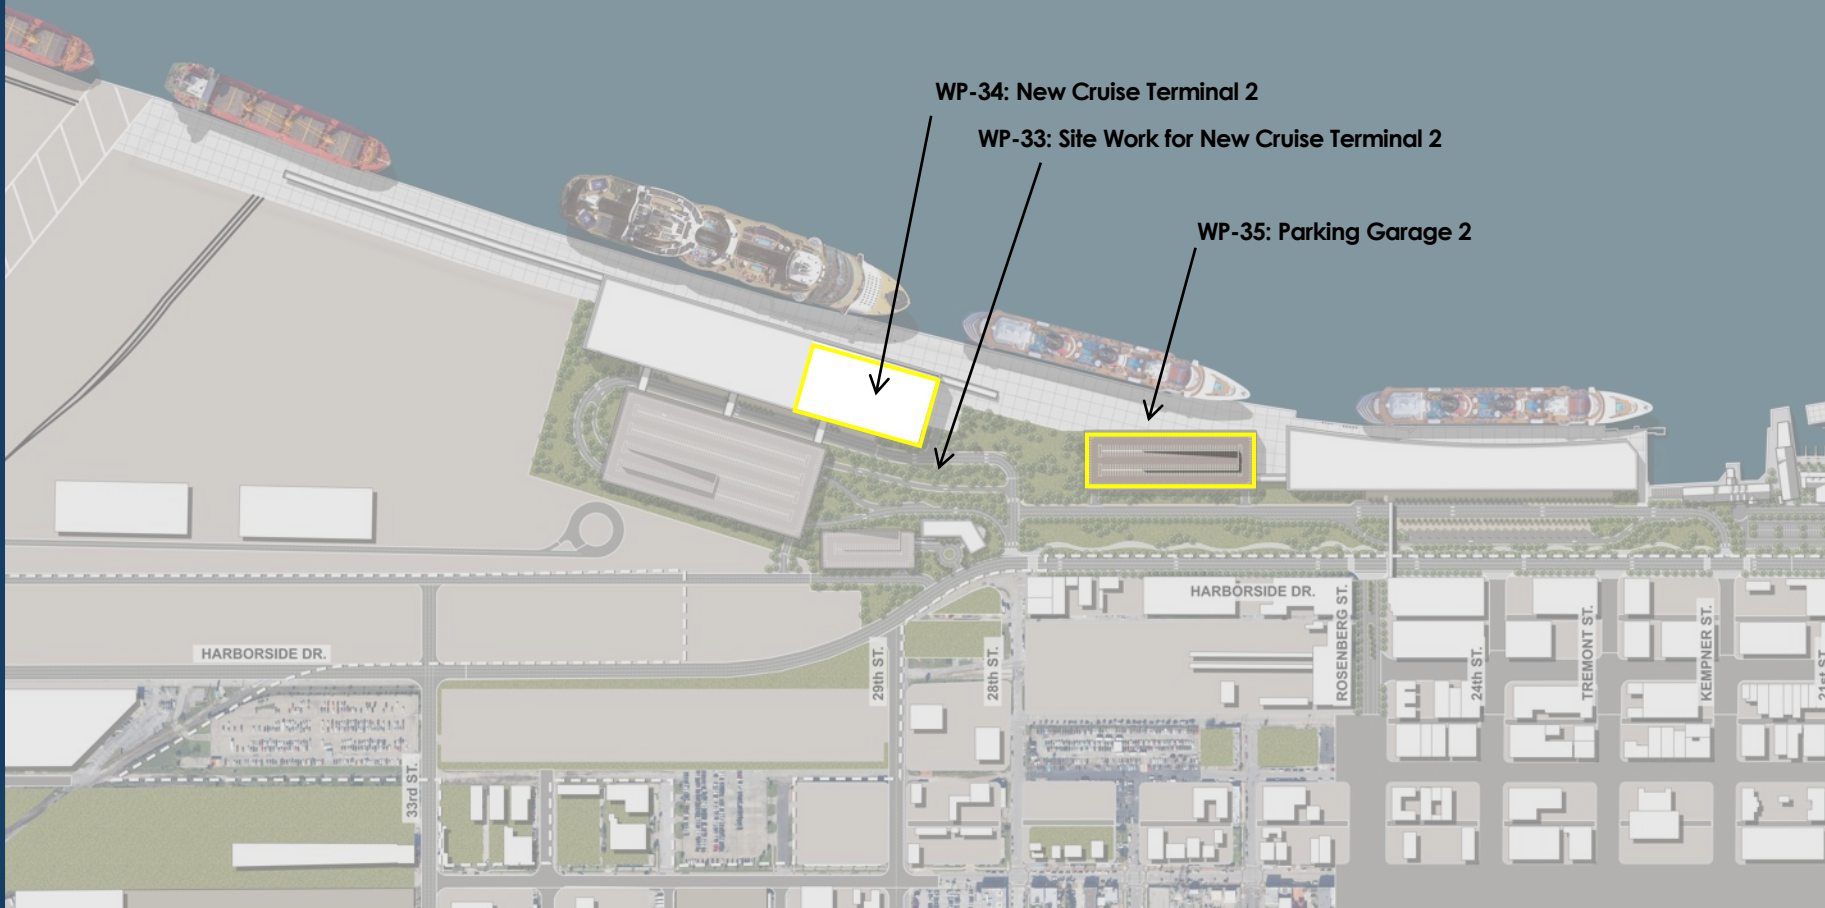 WP-34: New Cruise Terminal 2
WP-33: Site Work for New Cruise Terminal 2
WP-35: Parking Garage 2
HARBORSIDE DR.
ROSENBERG ST.
HARBORSIDE DR.
29th ST.
28th ST.
24th ST.
TREMONT ST.
KEMPNER ST.
21st ST.
33rd ST.